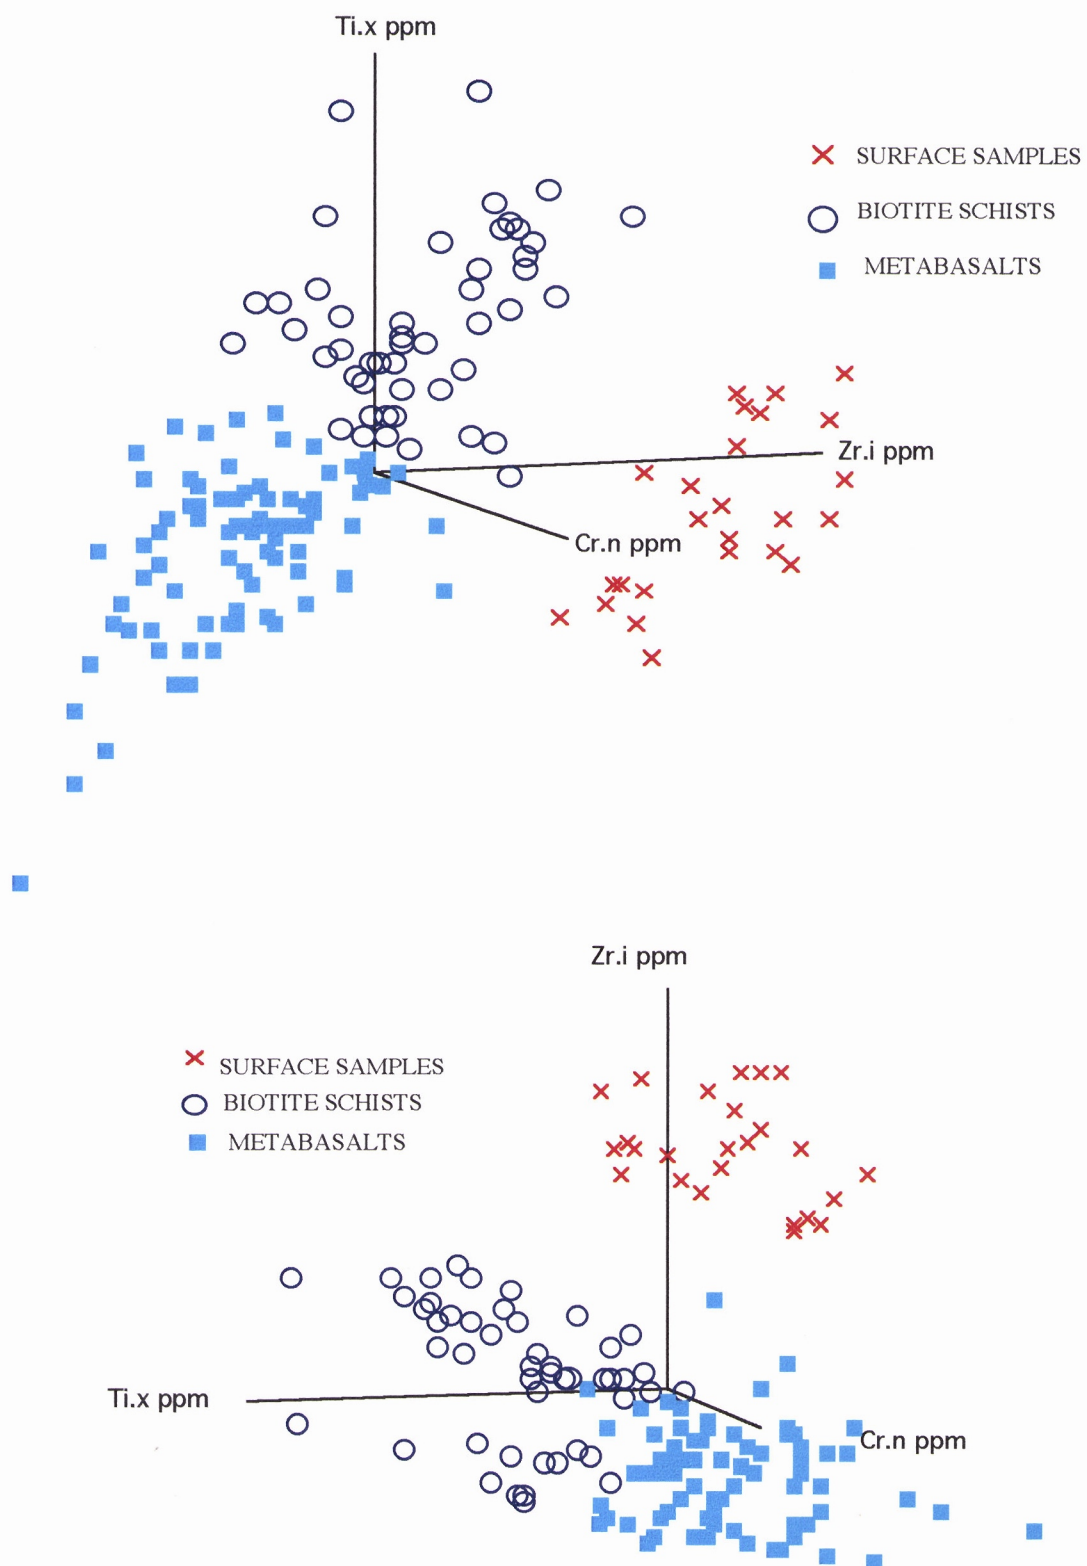 Ti.x ppm
SURFACE SAMPLES
BIOTITE SCHISTS
METABASALTS
Zr.i ppm
Cr.n ppm
Zr.i ppm
SURFACE SAMPLES
BIOTITE SCHISTS
METABASALTS
Ti.x ppm
Cr.n ppm